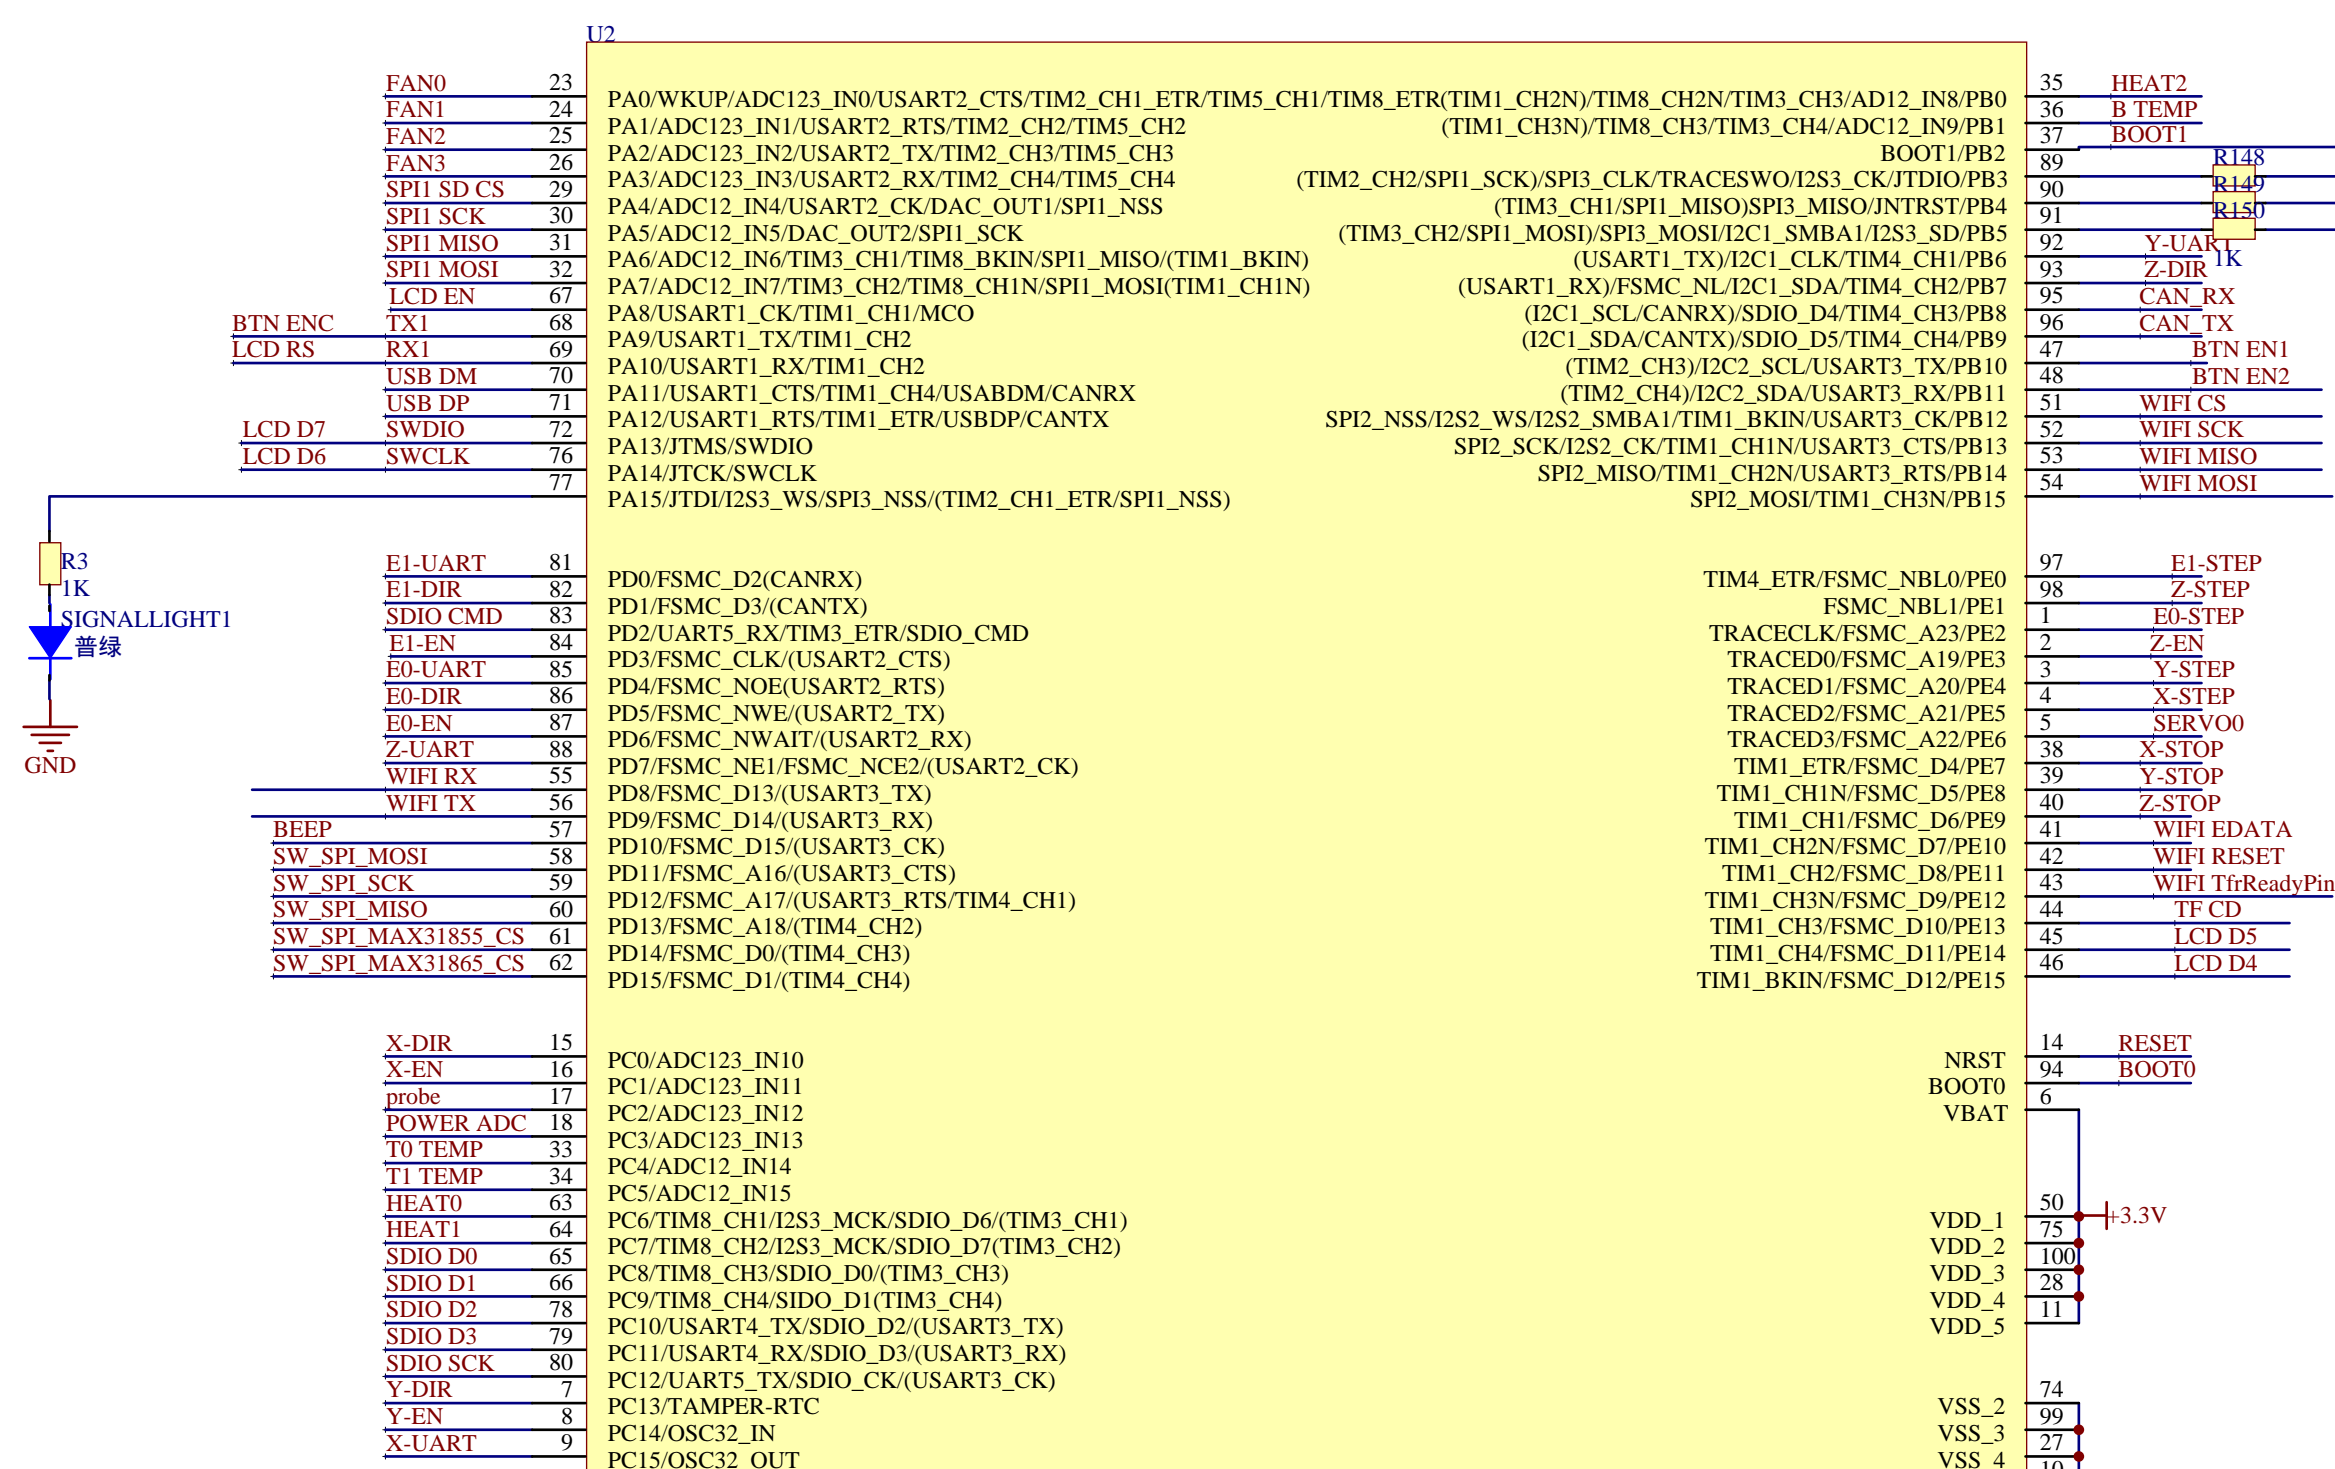 U2
FAN0 23 PA0/WKUP/ADC123_IN0/USART2_CTS/TIM2_CH1_ETR/TIM5_CH1/TIM8_ETR(TIM1_CH2N)/TIM8_CH2N/TIM3_CH3/AD12_IN8/PB0 35 HEAT2
FAN1 24 PA1/ADC123_IN1/USART2_RTS/TIM2_CH2/TIM5_CH2 (TIM1_CH3N)/TIM8_CH3/TIM3_CH4/ADC12_IN9/PB1 36 B TEMP
FAN2 25 PA2/ADC123_IN2/USART2_TX/TIM2_CH3/TIM5_CH3 BOOT1/PB2 37 BOOT1
FAN3 26 PA3/ADC123_IN3/USART2_RX/TIM2_CH4/TIM5_CH4 (TIM2_CH2/SPI1_SCK)/SPI3_CLK/TRACESWO/I2S3_CK/JTDIO/PB3 89 R148
SPI1 SD CS 29 PA4/ADC12_IN4/USART2_CK/DAC_OUT1/SPI1_NSS (TIM3_CH1/SPI1_MISO)SPI3_MISO/JNTRST/PB4 90 R149
SPI1 SCK 30 PA5/ADC12_IN5/DAC_OUT2/SPI1_SCK (TIM3_CH2/SPI1_MOSI)/SPI3_MOSI/I2C1_SMBA1/I2S3_SD/PB5 91 R150
SPI1 MISO 31 PA6/ADC12_IN6/TIM3_CH1/TIM8_BKIN/SPI1_MISO/(TIM1_BKIN) (USART1_TX)/I2C1_CLK/TIM4_CH1/PB6 92 Y-UART 1K
SPI1 MOSI 32 PA7/ADC12_IN7/TIM3_CH2/TIM8_CH1N/SPI1_MOSI(TIM1_CH1N) (USART1_RX)/FSMC_NL/I2C1_SDA/TIM4_CH2/PB7 93 Z-DIR
LCD EN 67 PA8/USART1_CK/TIM1_CH1/MCO (I2C1_SCL/CANRX)/SDIO_D4/TIM4_CH3/PB8 95 CAN_RX
BTN ENC TX1 68 PA9/USART1_TX/TIM1_CH2 (I2C1_SDA/CANTX)/SDIO_D5/TIM4_CH4/PB9 96 CAN_TX
LCD RS RX1 69 PA10/USART1_RX/TIM1_CH2 (TIM2_CH3)/I2C2_SCL/USART3_TX/PB10 47 BTN EN1
USB DM 70 PA11/USART1_CTS/TIM1_CH4/USABDM/CANRX (TIM2_CH4)/I2C2_SDA/USART3_RX/PB11 48 BTN EN2
USB DP 71 PA12/USART1_RTS/TIM1_ETR/USBDP/CANTX SPI2_NSS/I2S2_WS/I2S2_SMBA1/TIM1_BKIN/USART3_CK/PB12 51 WIFI CS
LCD D7 SWDIO 72 PA13/JTMS/SWDIO SPI2_SCK/I2S2_CK/TIM1_CH1N/USART3_CTS/PB13 52 WIFI SCK
LCD D6 SWCLK 76 PA14/JTCK/SWCLK SPI2_MISO/TIM1_CH2N/USART3_RTS/PB14 53 WIFI MISO
77 PA15/JTDI/I2S3_WS/SPI3_NSS/(TIM2_CH1_ETR/SPI1_NSS) SPI2_MOSI/TIM1_CH3N/PB15 54 WIFI MOSI
R3
1K
SIGNALLIGHT1
普绿
GND
E1-UART 81 PD0/FSMC_D2(CANRX) TIM4_ETR/FSMC_NBL0/PE0 97 E1-STEP
E1-DIR 82 PD1/FSMC_D3/(CANTX) FSMC_NBL1/PE1 98 Z-STEP
SDIO CMD 83 PD2/UART5_RX/TIM3_ETR/SDIO_CMD TRACECLK/FSMC_A23/PE2 1 E0-STEP
E1-EN 84 PD3/FSMC_CLK/(USART2_CTS) TRACED0/FSMC_A19/PE3 2 Z-EN
E0-UART 85 PD4/FSMC_NOE(USART2_RTS) TRACED1/FSMC_A20/PE4 3 Y-STEP
E0-DIR 86 PD5/FSMC_NWE/(USART2_TX) TRACED2/FSMC_A21/PE5 4 X-STEP
E0-EN 87 PD6/FSMC_NWAIT/(USART2_RX) TRACED3/FSMC_A22/PE6 5 SERVO0
Z-UART 88 PD7/FSMC_NE1/FSMC_NCE2/(USART2_CK) TIM1_ETR/FSMC_D4/PE7 38 X-STOP
WIFI RX 55 PD8/FSMC_D13/(USART3_TX) TIM1_CH1N/FSMC_D5/PE8 39 Y-STOP
WIFI TX 56 PD9/FSMC_D14/(USART3_RX) TIM1_CH1/FSMC_D6/PE9 40 Z-STOP
BEEP 57 PD10/FSMC_D15/(USART3_CK) TIM1_CH2N/FSMC_D7/PE10 41 WIFI EDATA
SW_SPI_MOSI 58 PD11/FSMC_A16/(USART3_CTS) TIM1_CH2/FSMC_D8/PE11 42 WIFI RESET
SW_SPI_SCK 59 PD12/FSMC_A17/(USART3_RTS/TIM4_CH1) TIM1_CH3N/FSMC_D9/PE12 43 WIFI TfrReadyPin
SW_SPI_MISO 60 PD13/FSMC_A18/(TIM4_CH2) TIM1_CH3/FSMC_D10/PE13 44 TF CD
SW_SPI_MAX31855_CS 61 PD14/FSMC_D0/(TIM4_CH3) TIM1_CH4/FSMC_D11/PE14 45 LCD D5
SW_SPI_MAX31865_CS 62 PD15/FSMC_D1/(TIM4_CH4) TIM1_BKIN/FSMC_D12/PE15 46 LCD D4
X-DIR 15 PC0/ADC123_IN10 NRST 14 RESET
X-EN 16 PC1/ADC123_IN11 BOOT0 94 BOOT0
probe 17 PC2/ADC123_IN12 VBAT 6
POWER ADC 18 PC3/ADC123_IN13
T0 TEMP 33 PC4/ADC12_IN14
T1 TEMP 34 PC5/ADC12_IN15
HEAT0 63 PC6/TIM8_CH1/I2S3_MCK/SDIO_D6/(TIM3_CH1) VDD_1 50 +3.3V
HEAT1 64 PC7/TIM8_CH2/I2S3_MCK/SDIO_D7(TIM3_CH2) VDD_2 75
SDIO D0 65 PC8/TIM8_CH3/SDIO_D0/(TIM3_CH3) VDD_3 100
SDIO D1 66 PC9/TIM8_CH4/SIDO_D1(TIM3_CH4) VDD_4 28
SDIO D2 78 PC10/USART4_TX/SDIO_D2/(USART3_TX) VDD_5 11
SDIO D3 79 PC11/USART4_RX/SDIO_D3/(USART3_RX)
SDIO SCK 80 PC12/UART5_TX/SDIO_CK/(USART3_CK)
Y-DIR 7 PC13/TAMPER-RTC VSS_2 74
Y-EN 8 PC14/OSC32_IN VSS_3 99
X-UART 9 PC15/OSC32_OUT VSS_4 27
10